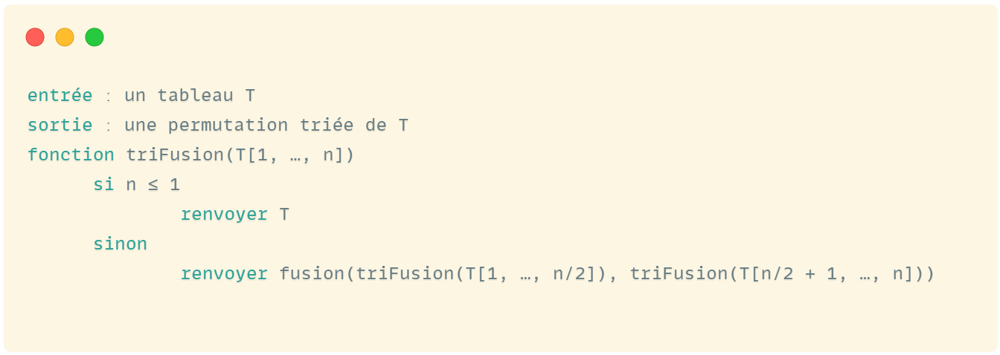 entrée : un tableau T
sortie : une permutation triée de T
fonction triFusion(T[1, …, n])
si n ≤ 1
renvoyer T
sinon
renvoyer fusion(triFusion(T[1, …, n/2]), triFusion(T[n/2 + 1, …, n]))